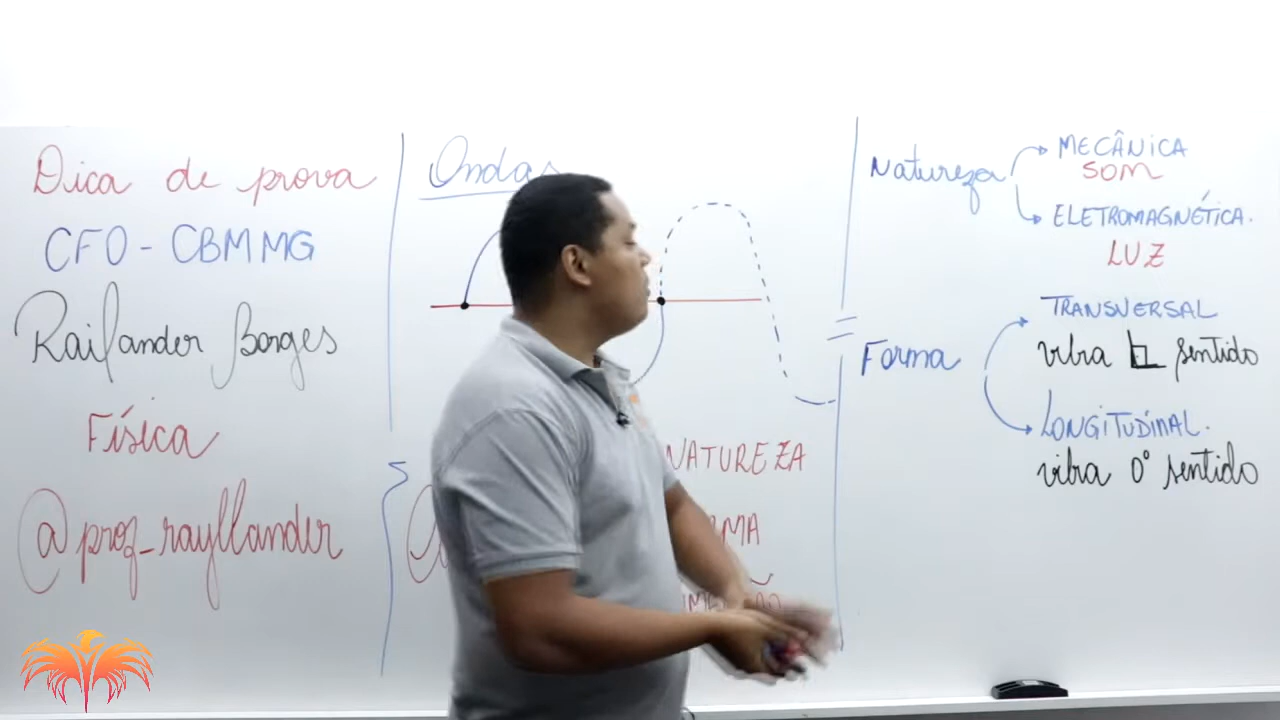 Dica de prova
CFO - CBMMG
Railander Borges
Física
@prof_rayllander
Ondas
NATUREZA
Natureza
MECÂNICA
SOM
ELETROMAGNÉTICA.
LUZ
Forma
TRANSVERSAL
vibra sentido
LONGITUDINAL.
vibra 0° sentido